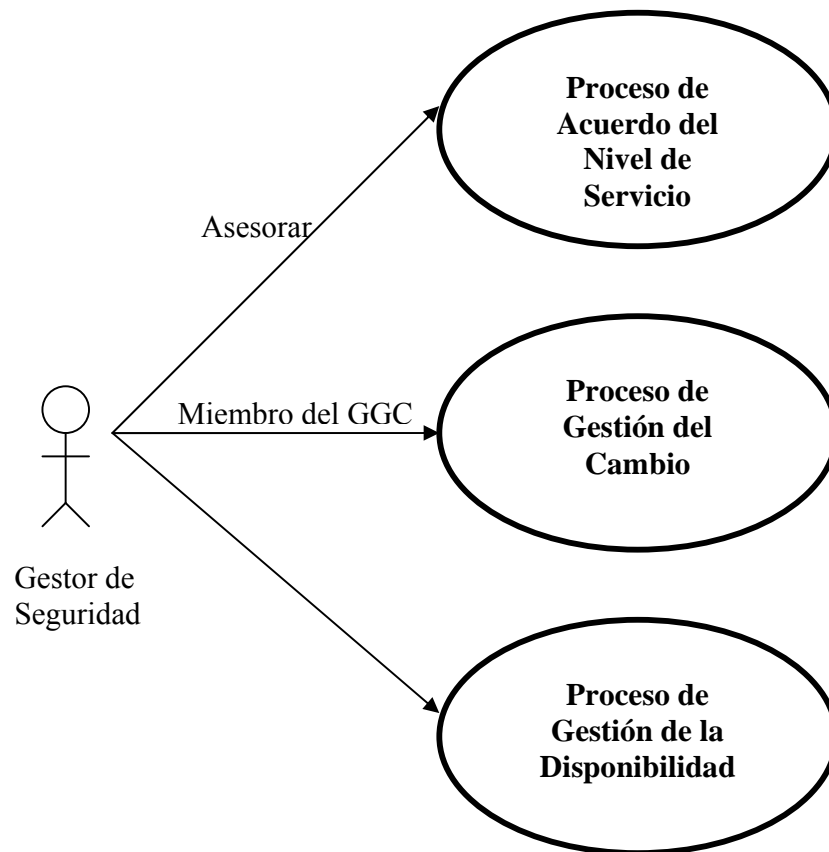 Proceso de
Acuerdo del
Nivel de
Servicio
Asesorar
Proceso de
Gestión del
Cambio
Miembro del GGC
Gestor de
Seguridad
Proceso de
Gestión de la
Disponibilidad